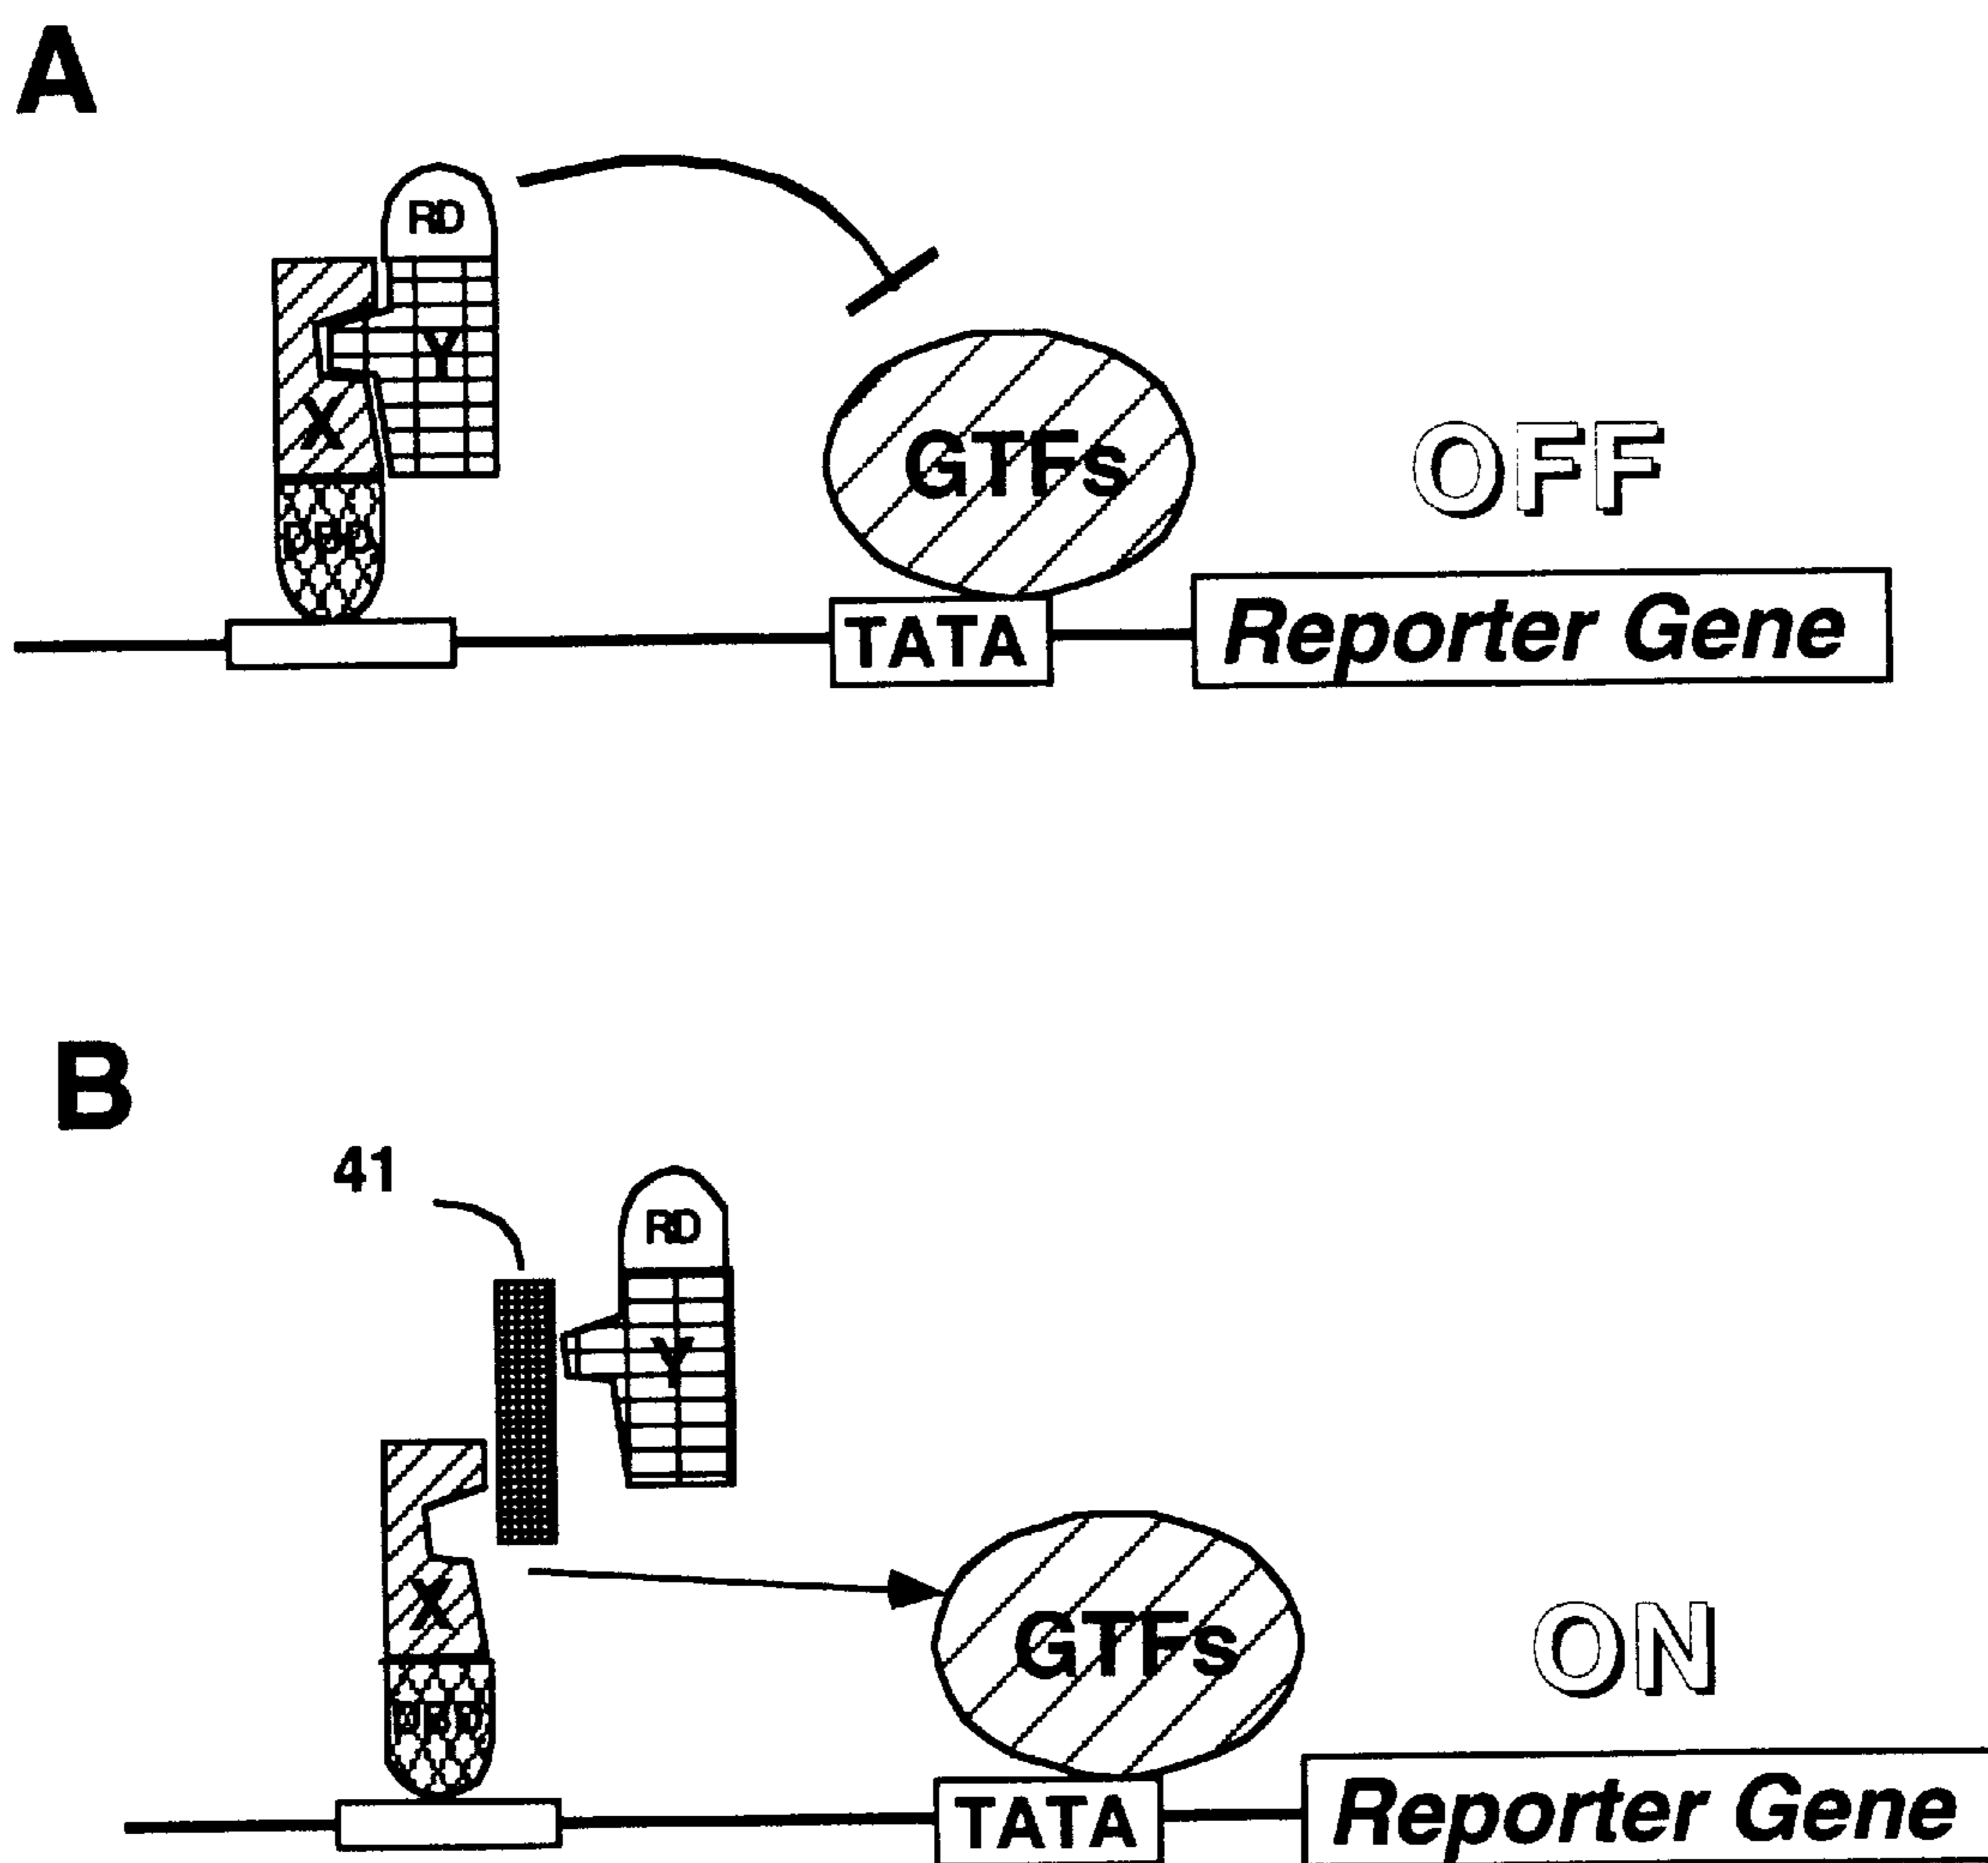 A
RD
Y
X
DBD
GTFs
OFF
TATA
Reporter Gene
B
41
RD
Y
X
DBD
GTFs
ON
TATA
Reporter Gene